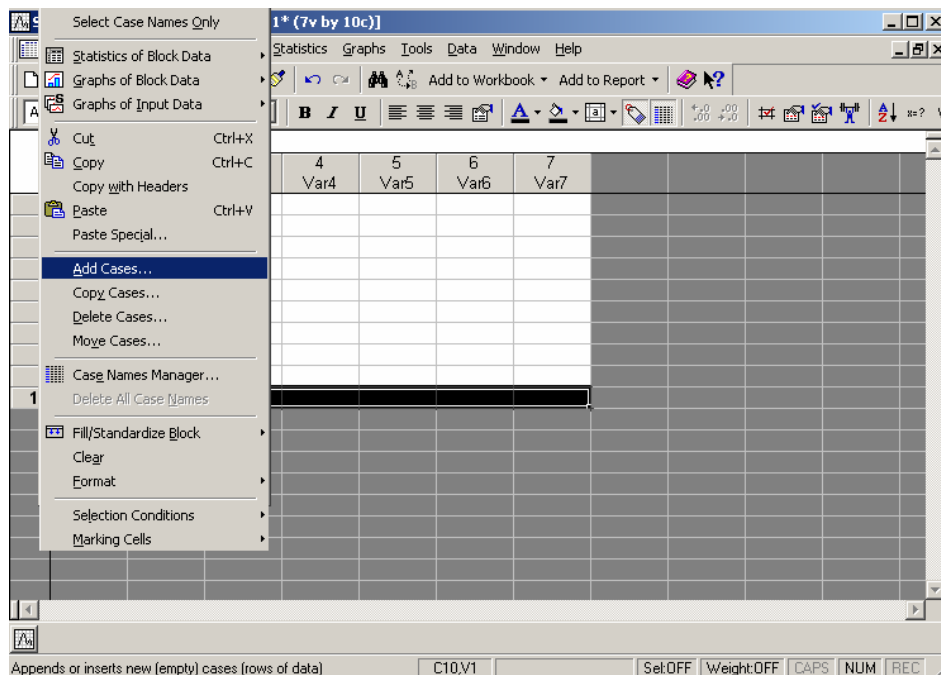 1* (7v by 10c)]
Statistics Graphs Tools Data Window Help
Add to Workbook Add to Report
B I U
Select Case Names Only
Statistics of Block Data
Graphs of Block Data
Graphs of Input Data
Cut Ctrl+X
Copy Ctrl+C
Copy with Headers
Paste Ctrl+V
Paste Special...
Add Cases...
Copy Cases...
Delete Cases...
Move Cases...
Case Names Manager...
Delete All Case Names
Fill/Standardize Block
Clear
Format
Selection Conditions
Marking Cells
4 5 6 7
Var4 Var5 Var6 Var7
1
Appends or inserts new (empty) cases (rows of data) C10,V1 Sel:OFF Weight:OFF CAPS NUM REC